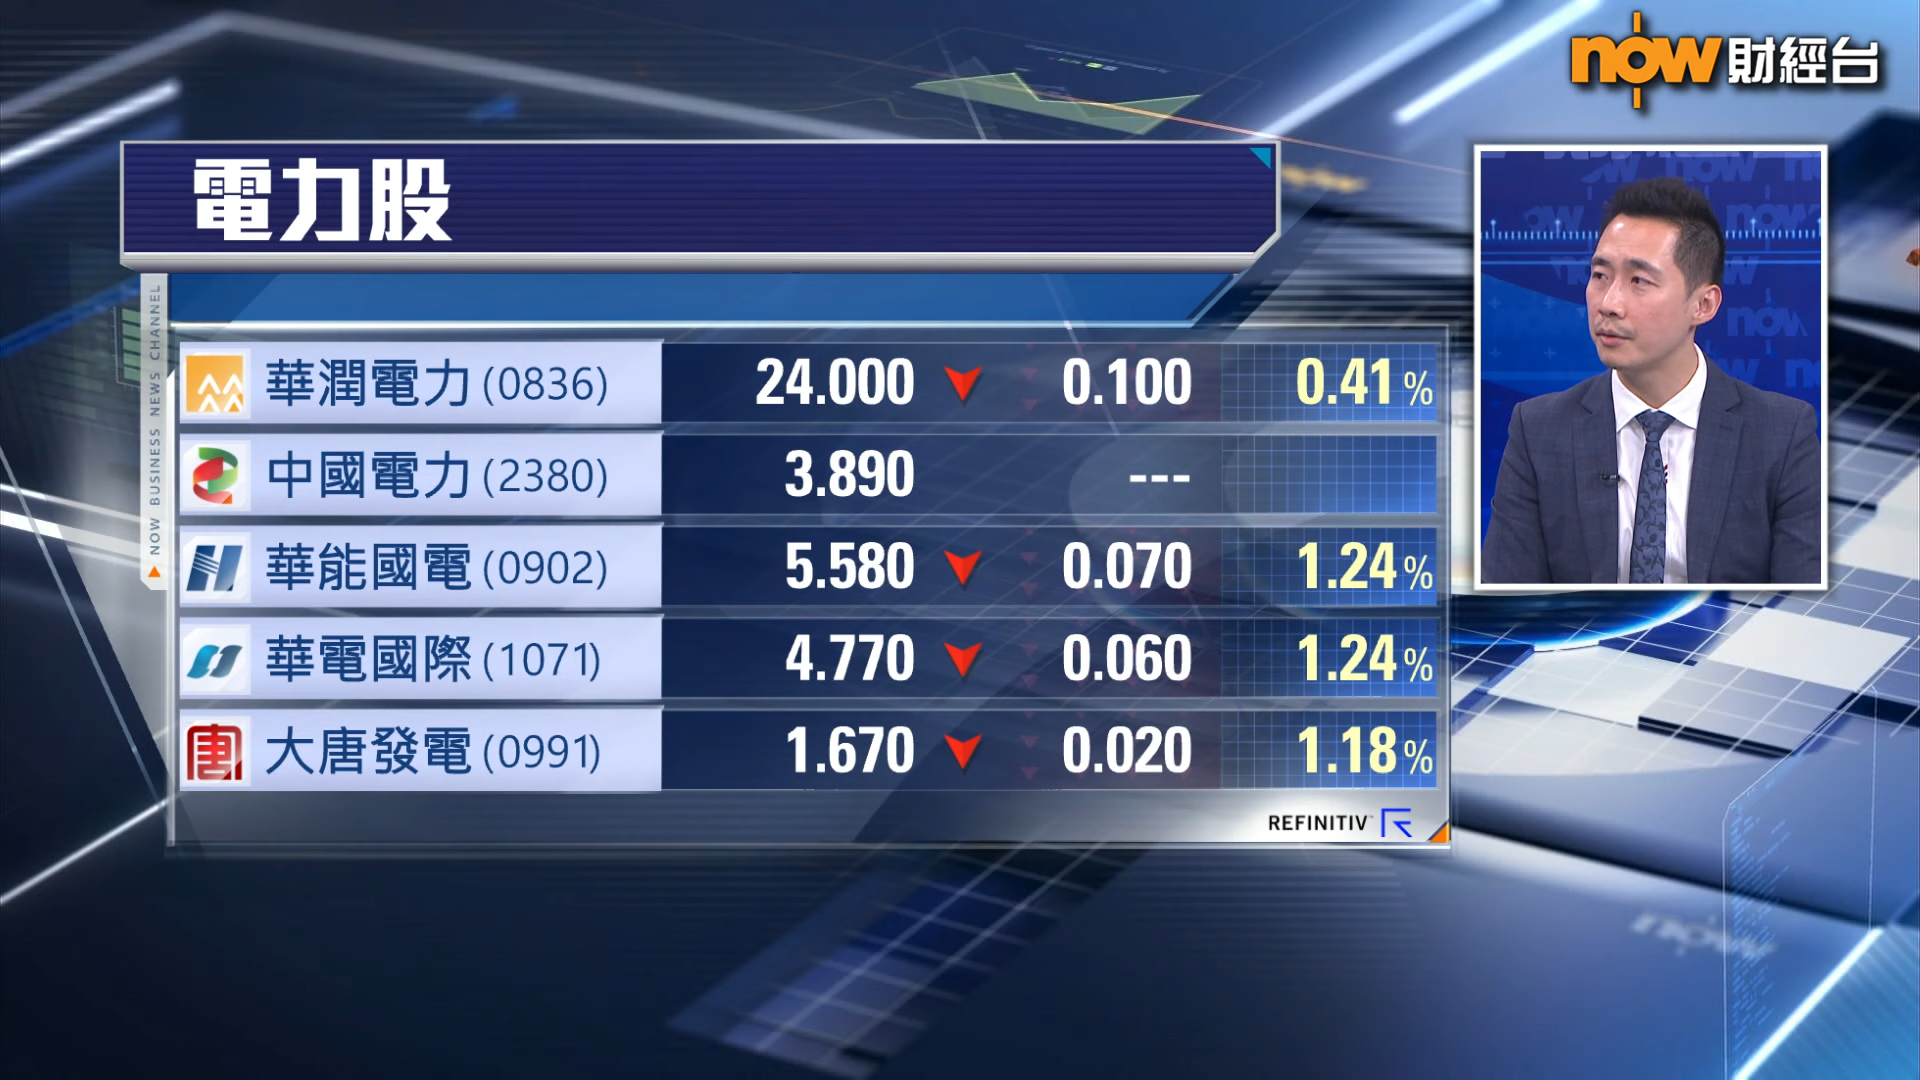 now 財經台
電力股
NOW BUSINESS NEWS CHANNEL
華潤電力 (0836) 24.000 ▼ 0.100 0.41%
中國電力 (2380) 3.890 ---
華能國電 (0902) 5.580 ▼ 0.070 1.24%
華電國際 (1071) 4.770 ▼ 0.060 1.24%
大唐發電 (0991) 1.670 ▼ 0.020 1.18%
REFINITIV